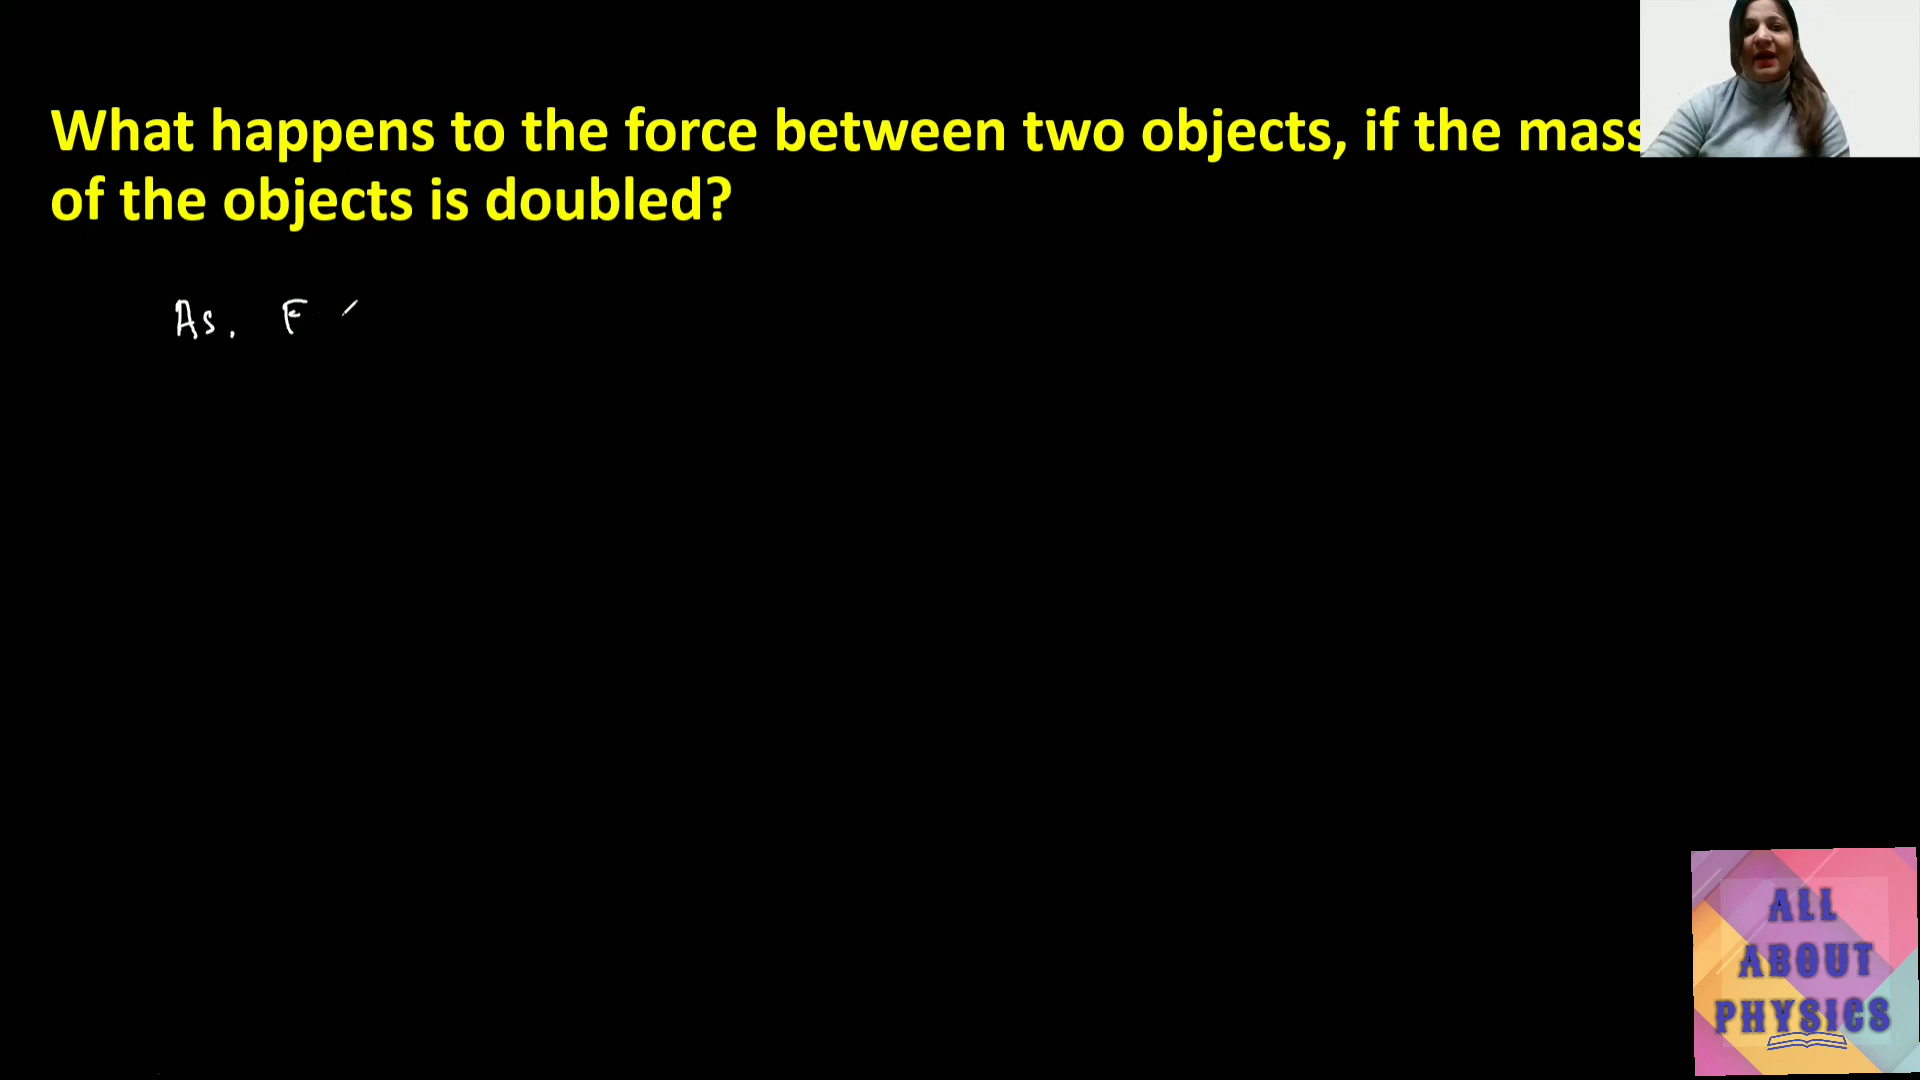 What happens to the force between two objects, if the mass
of the objects is doubled?
As. F
ALL
ABOUT
PHYSICS